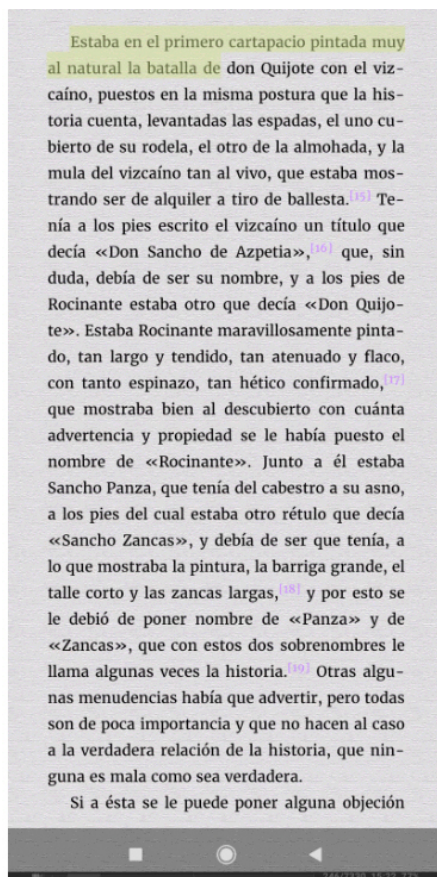 Estaba en el primero cartapacio pintada muy
al natural la batalla de don Quijote con el viz-
caíno, puestos en la misma postura que la his-
toria cuenta, levantadas las espadas, el uno cu-
bierto de su rodela, el otro de la almohada, y la
mula del vizcaíno tan al vivo, que estaba mos-
trando ser de alquiler a tiro de ballesta.[15] Te-
nía a los pies escrito el vizcaíno un título que
decía «Don Sancho de Azpetia»,[16] que, sin
duda, debía de ser su nombre, y a los pies de
Rocinante estaba otro que decía «Don Quijo-
te». Estaba Rocinante maravillosamente pinta-
do, tan largo y tendido, tan atenuado y flaco,
con tanto espinazo, tan hético confirmado,[17]
que mostraba bien al descubierto con cuánta
advertencia y propiedad se le había puesto el
nombre de «Rocinante». Junto a él estaba
Sancho Panza, que tenía del cabestro a su asno,
a los pies del cual estaba otro rétulo que decía
«Sancho Zancas», y debía de ser que tenía, a
lo que mostraba la pintura, la barriga grande, el
talle corto y las zancas largas,[18] y por esto se
le debió de poner nombre de «Panza» y de
«Zancas», que con estos dos sobrenombres le
llama algunas veces la historia.[19] Otras algu-
nas menudencias había que advertir, pero todas
son de poca importancia y que no hacen al caso
a la verdadera relación de la historia, que nin-
guna es mala como sea verdadera.
Si a ésta se le puede poner alguna objeción